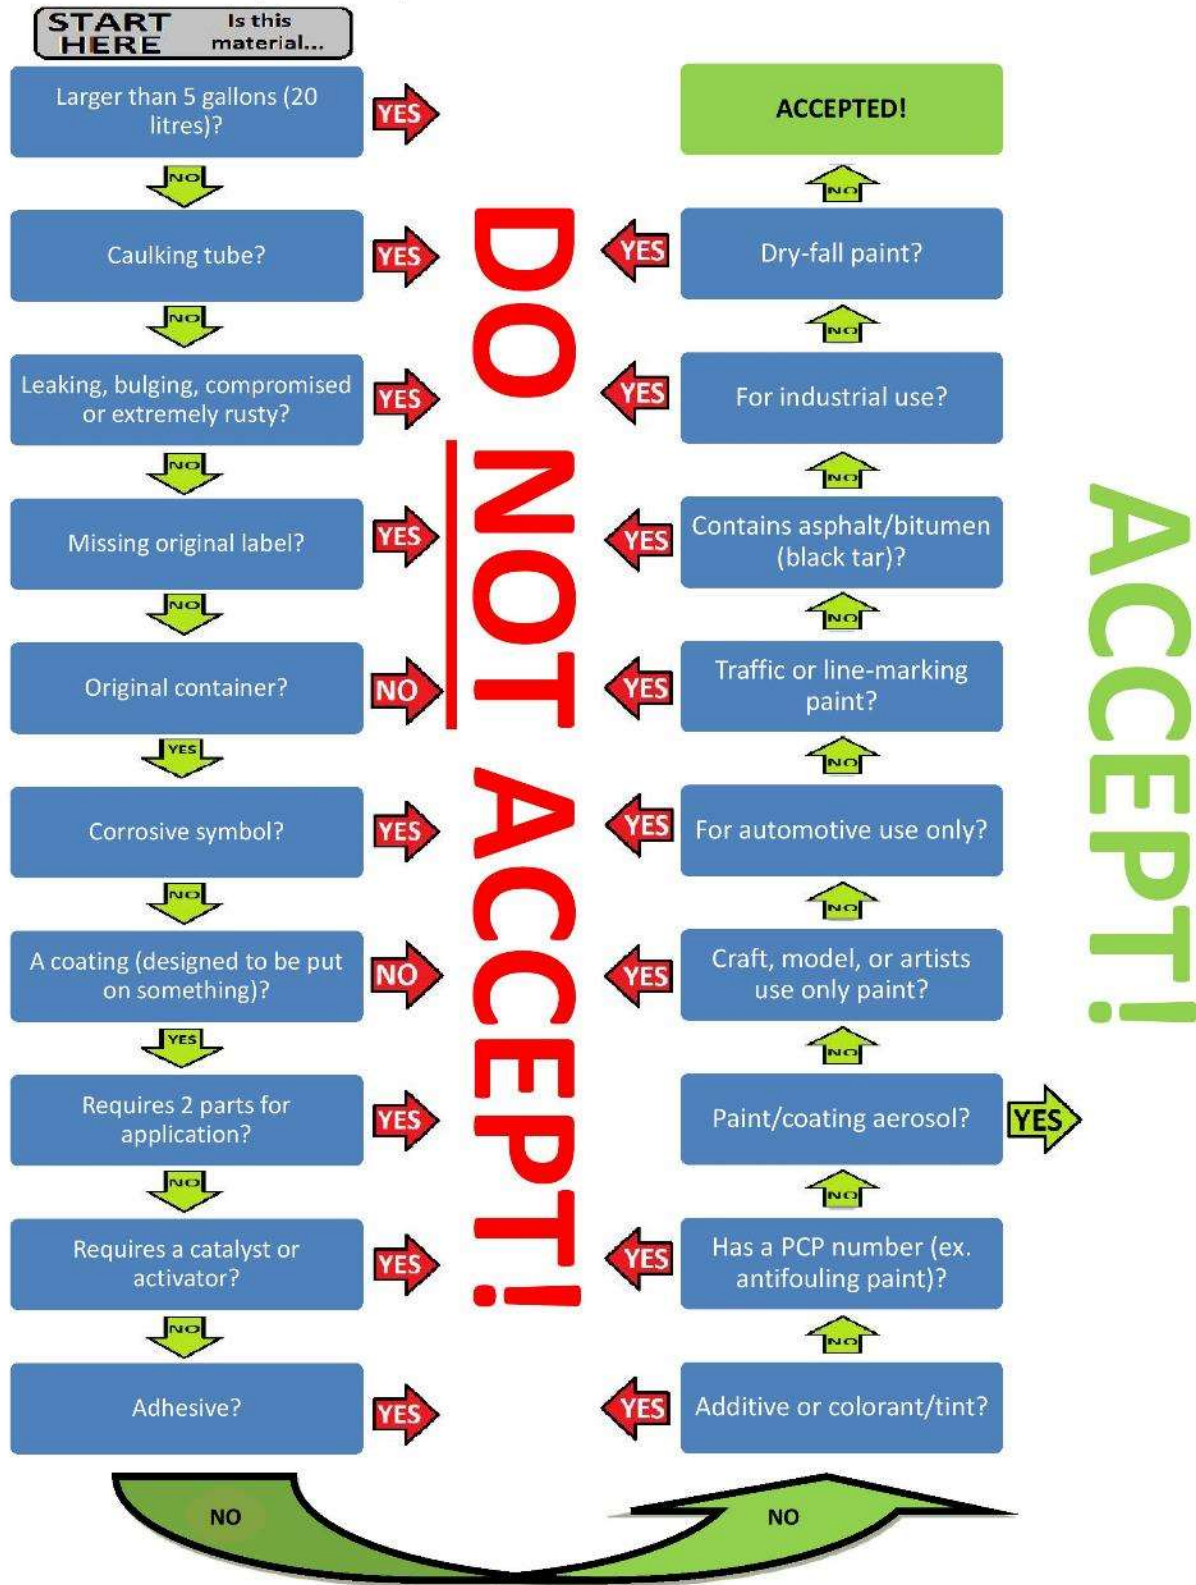 START HERE
Is this
material...
Larger than 5 gallons (20
litres)?
YES
NO
Caulking tube?
YES
NO
Leaking, bulging, compromised
or extremely rusty?
YES
NO
Missing original label?
YES
NO
Original container?
NO
YES
Corrosive symbol?
YES
NO
A coating (designed to be put
on something)?
NO
YES
Requires 2 parts for
application?
YES
NO
Requires a catalyst or
activator?
YES
NO
Adhesive?
YES
NO
DO NOT ACCEPT!
NO
Additive or colorant/tint?
YES
NO
Has a PCP number (ex.
antifouling paint)?
YES
NO
Paint/coating aerosol?
YES
NO
Craft, model, or artists
use only paint?
YES
NO
For automotive use only?
YES
NO
Traffic or line-marking
paint?
YES
NO
Contains asphalt/bitumen
(black tar)?
YES
NO
For industrial use?
YES
NO
Dry-fall paint?
YES
NO
ACCEPTED!
ACCEPT!